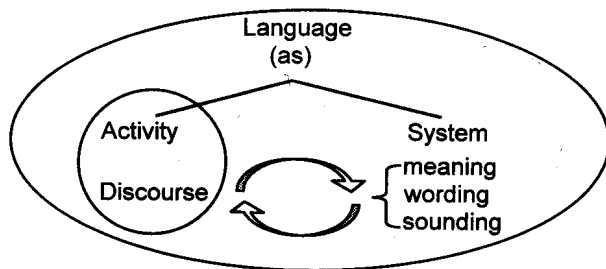 Language
(as)
Activity
System
Discourse
meaning
wording
sounding